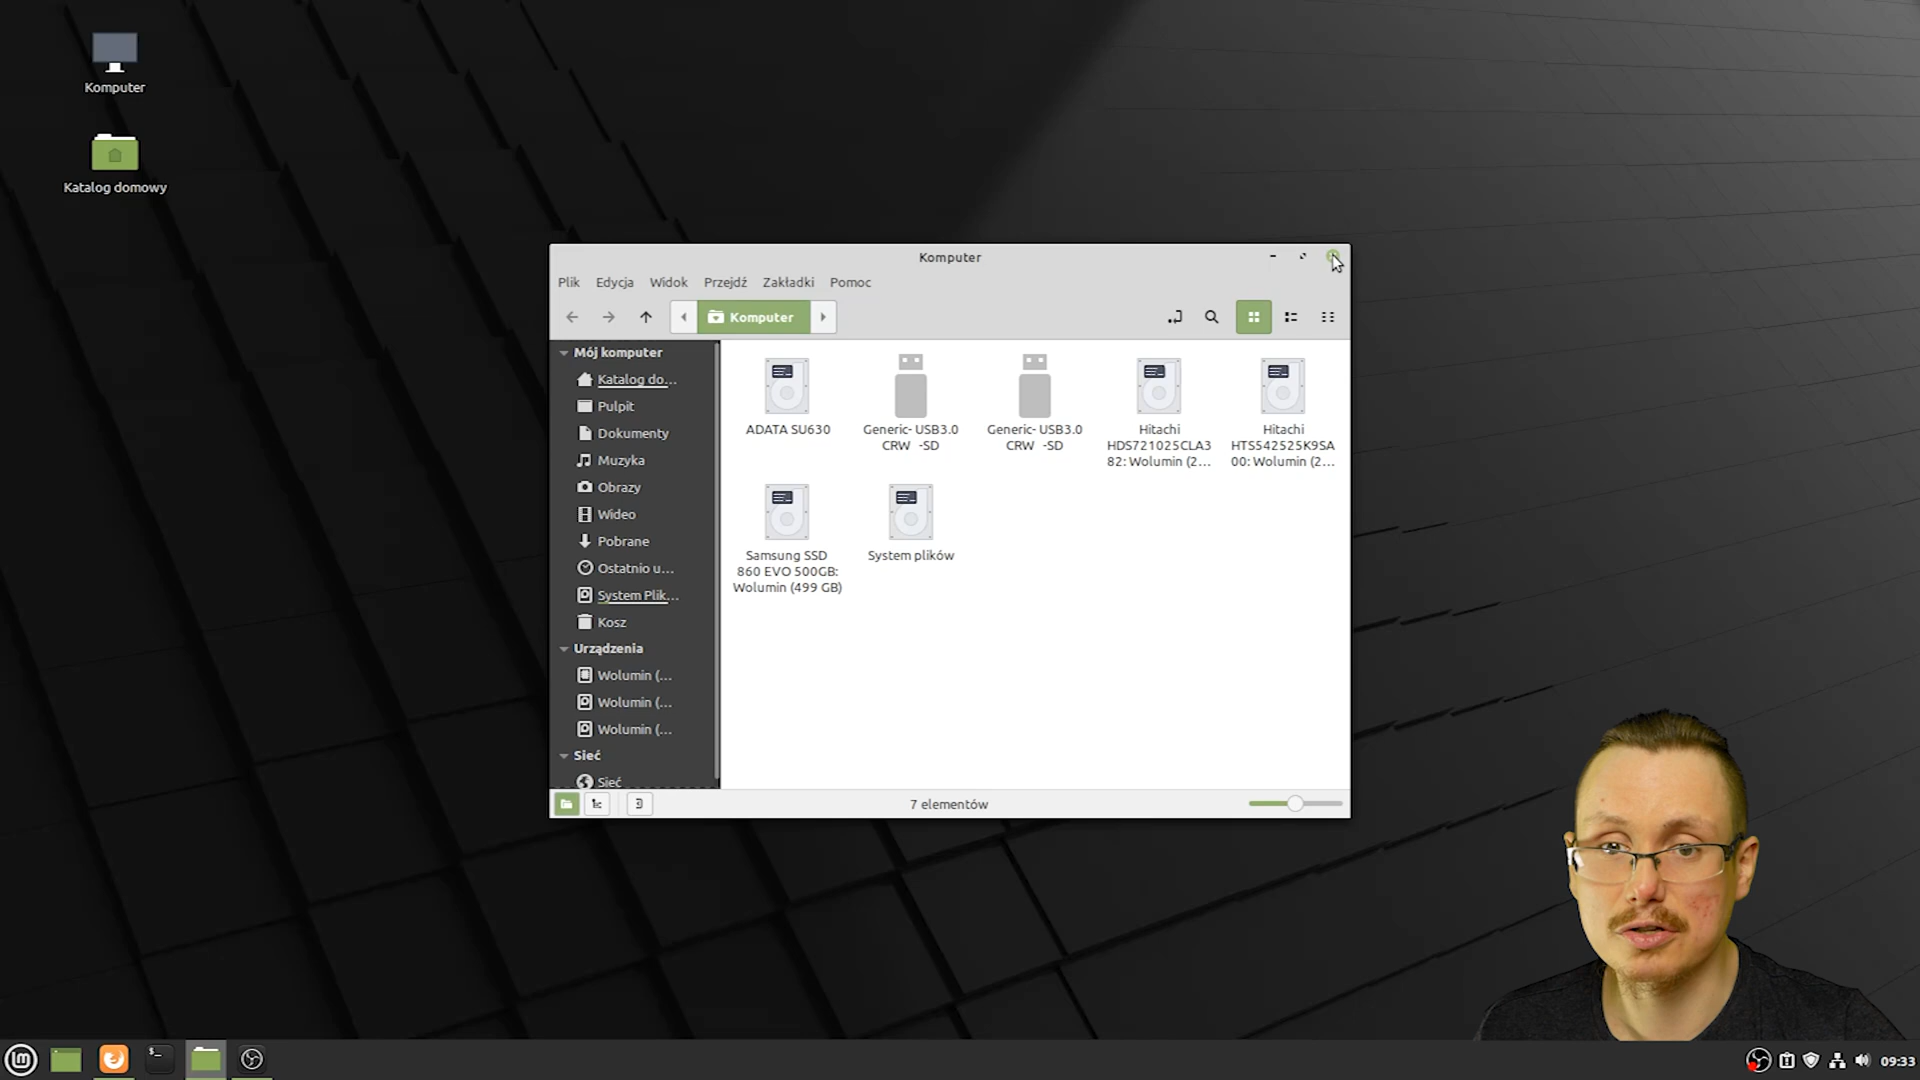 Komputer
Katalog domowy
Komputer
Plik Edycja Widok Przejdź Zakładki Pomoc
Komputer
Mój komputer
Katalog do...
Pulpit
Dokumenty
Muzyka
Obrazy
Wideo
Pobrane
Ostatnio u...
System Plik...
Kosz
Urządzenia
Wolumin (...
Wolumin (...
Wolumin (...
Sieć
Sieć
ADATA SU630
Generic- USB3.0
CRW -SD
Generic- USB3.0
CRW -SD
Hitachi
HDS721025CLA3
82: Wolumin (2...
Hitachi
HTS542525K9SA
00: Wolumin (2...
Samsung SSD
860 EVO 500GB:
Wolumin (499 GB)
System plików
7 elementów
09:33